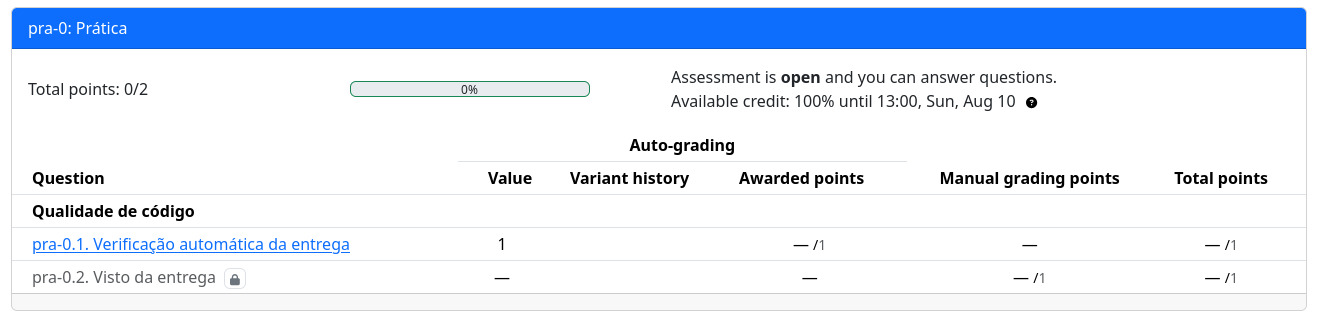 pra-0: Prática
Total points: 0/2
0%
Assessment is open and you can answer questions.
Available credit: 100% until 13:00, Sun, Aug 10 ?
Auto-grading
Question Value Variant history Awarded points Manual grading points Total points
Qualidade de código
pra-0.1. Verificação automática da entrega 1 — /1 — — /1
pra-0.2. Visto da entrega — — — /1 — /1